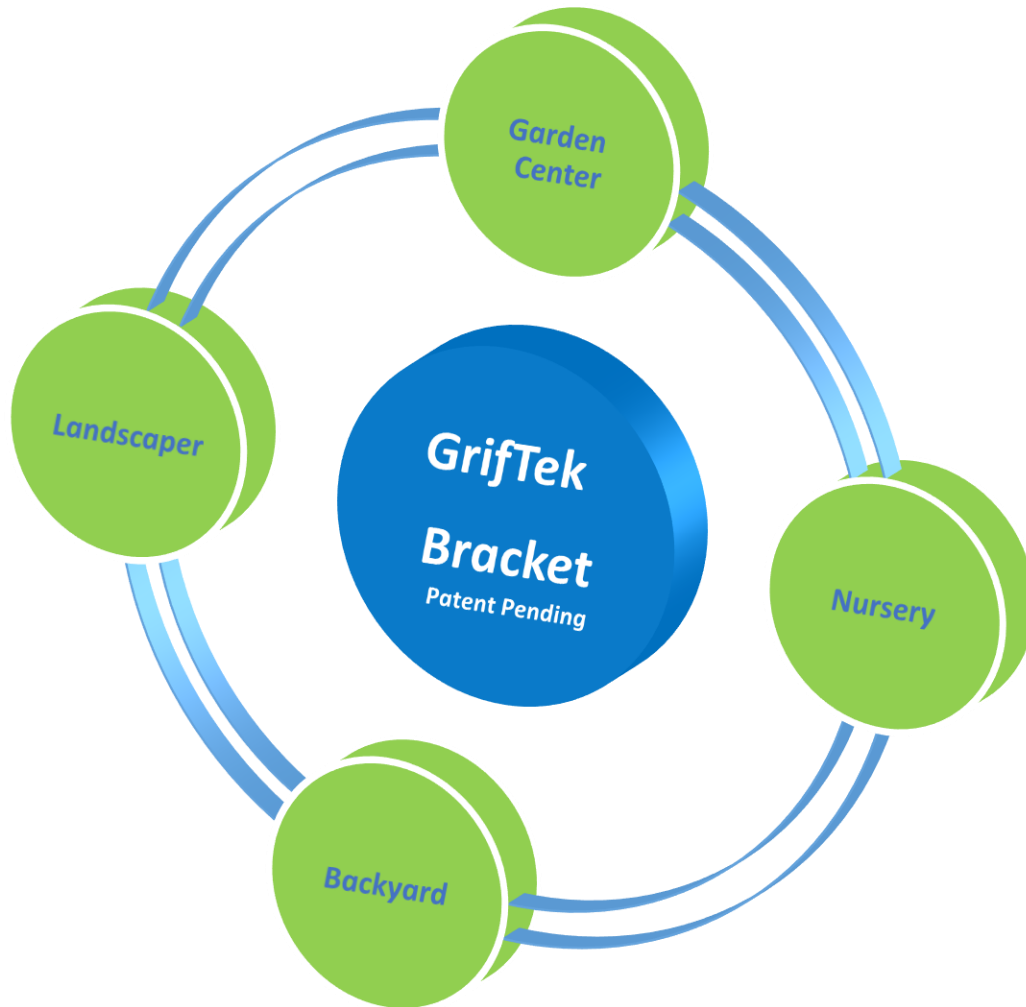 Garden
Center
Landscaper
GrifTek
Bracket
Patent Pending
Nursery
Backyard